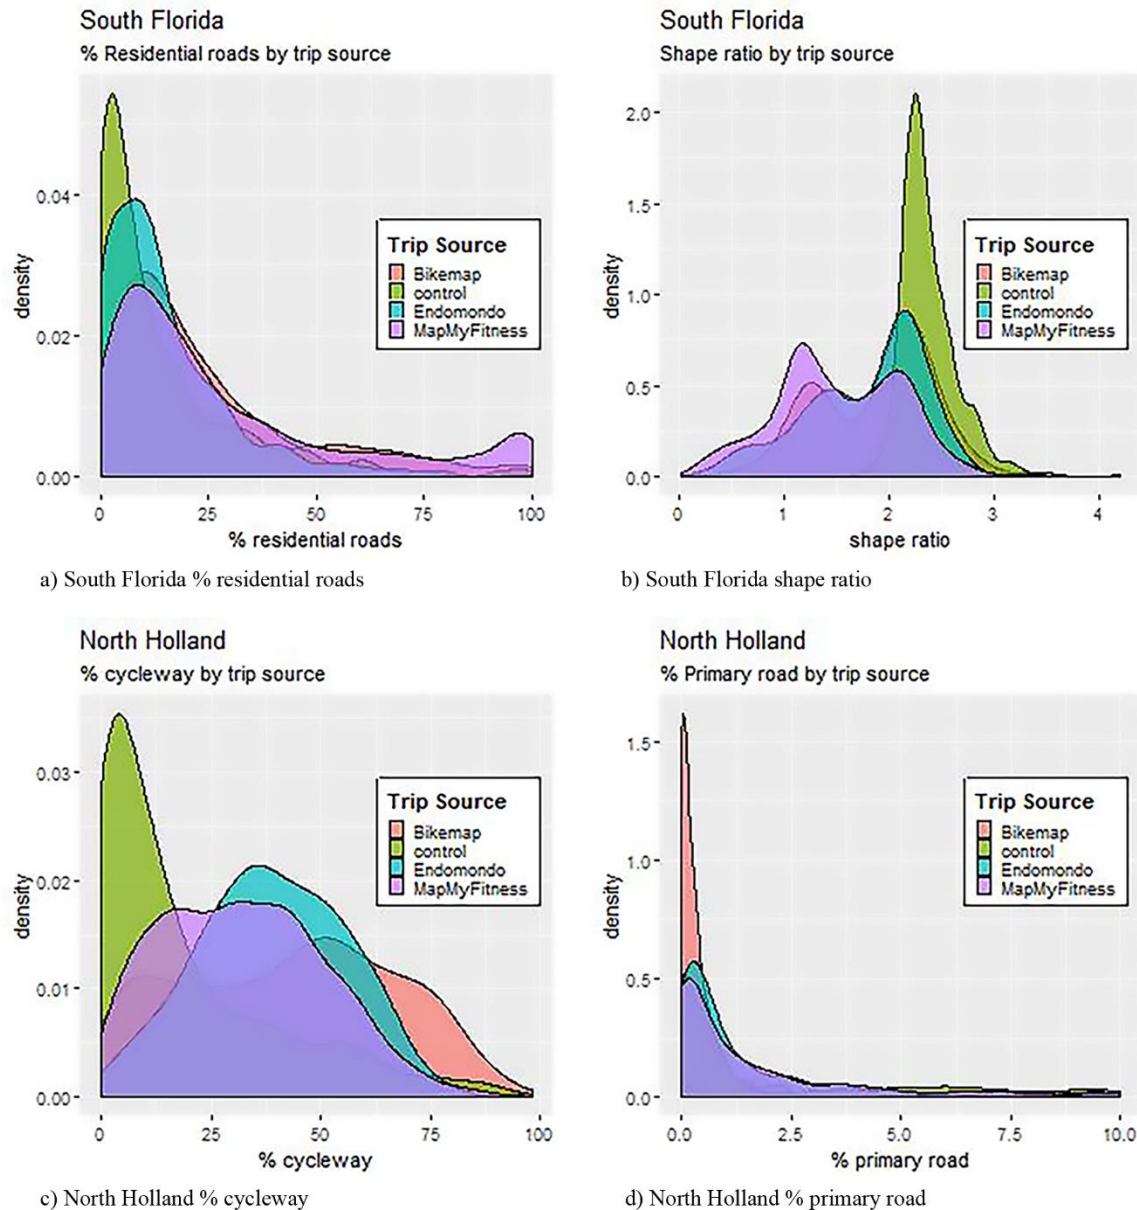 South Florida
% Residential roads by trip source
0.04
0.02
0.00
density
Trip Source
Bikemap
control
Endomondo
MapMyFitness
0 25 50 75 100
% residential roads
a) South Florida % residential roads
South Florida
Shape ratio by trip source
2.0
1.5
1.0
0.5
0.0
density
Trip Source
Bikemap
control
Endomondo
MapMyFitness
0 1 2 3 4
shape ratio
b) South Florida shape ratio
North Holland
% cycleway by trip source
0.03
0.02
0.01
0.00
density
Trip Source
Bikemap
control
Endomondo
MapMyFitness
0 25 50 75 100
% cycleway
c) North Holland % cycleway
North Holland
% Primary road by trip source
1.5
1.0
0.5
0.0
density
Trip Source
Bikemap
control
Endomondo
MapMyFitness
0.0 2.5 5.0 7.5 10.0
% primary road
d) North Holland % primary road